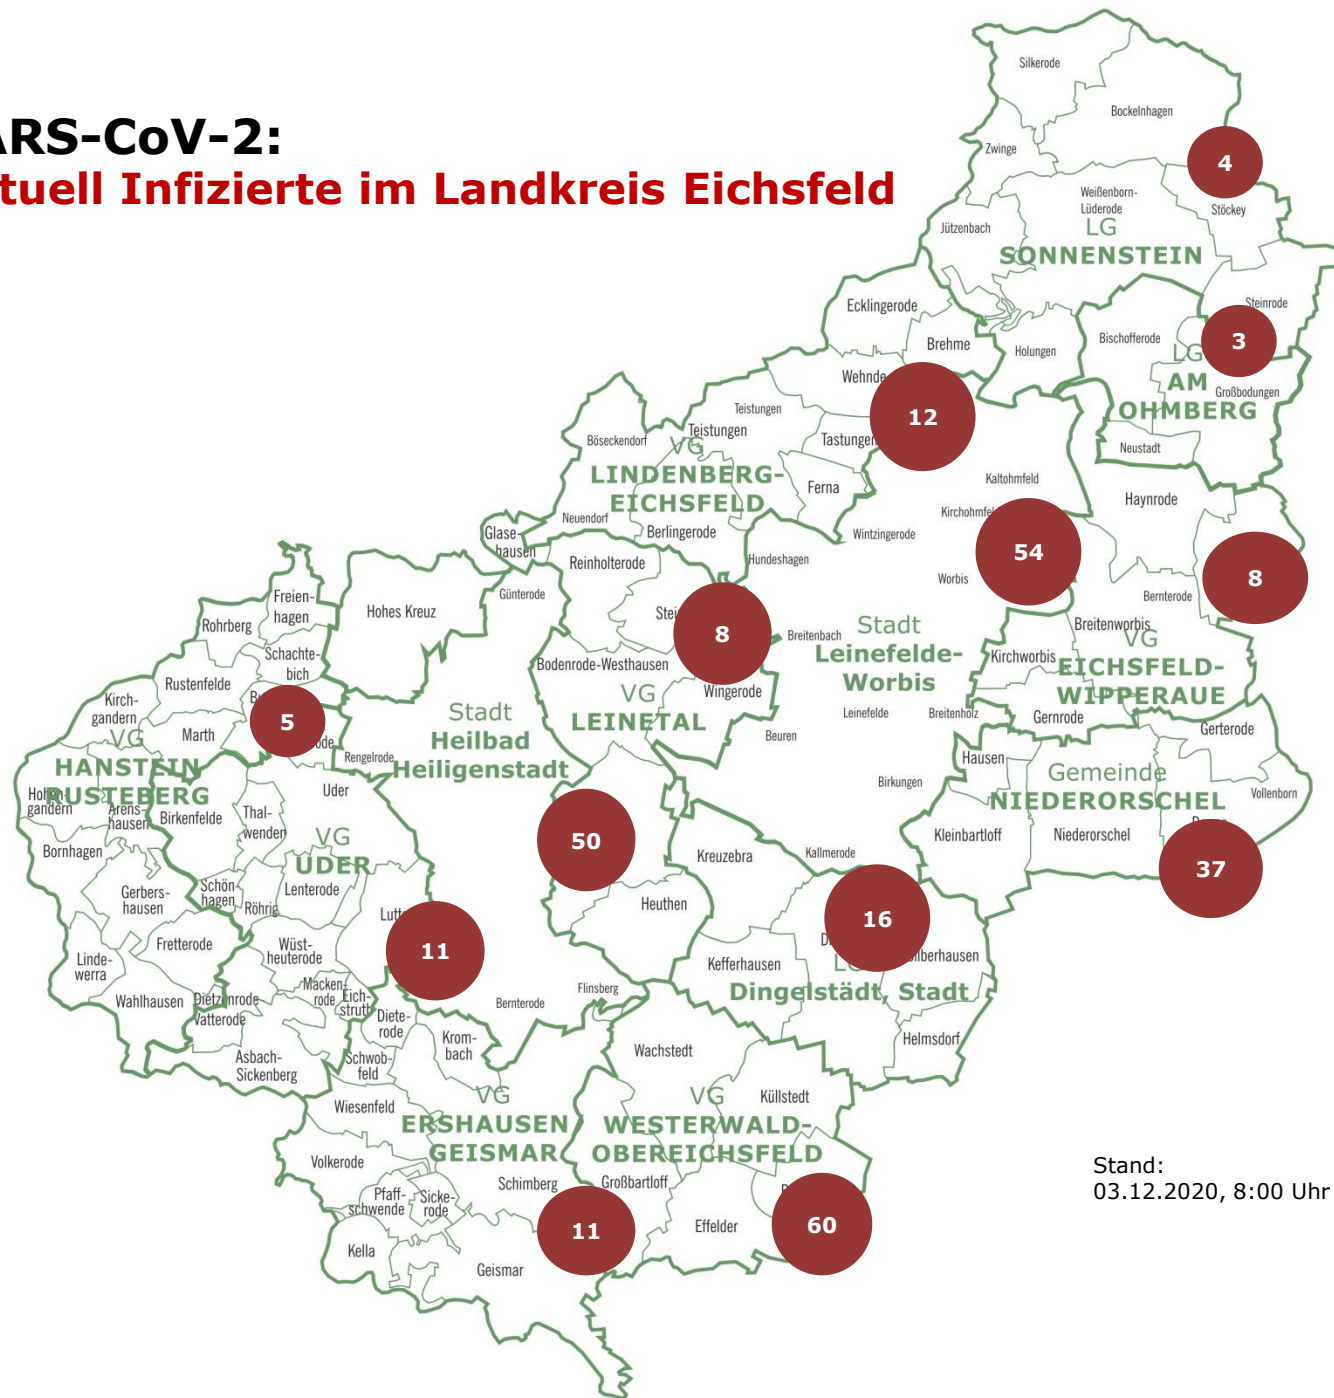 ARS-CoV-2:
tuell Infizierte im Landkreis Eichsfeld
Silkerode
Bockelnhagen
Zwinge
4
Weißenborn-
Lüderode
Stöckey
Jützenbach
LG
SONNENSTEIN
Ecklingerode
Steinrode
Brehme
Holungen
Bischofferode
3
LG
AM
OHMBERG
Großbodungen
Neustadt
Wehnde
12
Teistungen
Teistungen
Tastungen
Böseckendorf
VG
LINDENBERG-
EICHSFELD
Ferna
Neuendorf
Berlingerode
Kaltohmfeld
Kirchohmfeld
Haynrode
Wintzingerode
54
Worbis
8
Bernterode
Glase-
hausen
Reinholterode
Hundeshagen
Günterode
8
Breitenbach
Stadt
Leinefelde-
Worbis
Breitenworbis
VG
EICHSFELD-
WIPPERAUE
Kirchworbis
Gernrode
Bodenrode-Westhausen
VG
LEINETAL
Wingerode
Leinefelde
Breitenholz
Beuren
Birkungen
Freien-
hagen
Hohes Kreuz
Rohrberg
Schachte-
bich
Rustenfelde
Kirch-
gandern
5
Marth
VG
HANSTEIN
RUSTEBERG
Rengelrode
Stadt
Heilbad
Heiligenstadt
Hohen-
gandern
Arens-
hausen
Birkenfelde
Uder
Thal-
wenden
VG
UDER
Bornhagen
Gerbers-
hausen
Schön
hagen
Röhrig
Lenterode
50
Heuthen
Gerterode
Hausen
Gemeinde
NIEDERORSCHEL
Vollenborn
Kleinbartloff
Niederorschel
37
Kreuzebra
Kallmerode
16
Kefferhausen
Silberhausen
LG
Dingelstädt, Stadt
Helmsdorf
Fretterode
Wüst-
heuterode
11
Linde-
werra
Wahlhausen
Dietzenrode
Vatterode
Macken-
rode
Eich-
strutt
Diete-
rode
Bernterode
Flinsberg
Asbach-
Sickenberg
Schwob-
feld
Krom-
bach
Wachstedt
Küllstedt
Wiesenfeld
VG
ERSHAUSEN
GEISMAR
VG
WESTERWALD-
OBEREICHSFELD
Volkerode
Schimberg
Großbartloff
Pfaff-
schwende
Sicke-
rode
11
Effelder
60
Kella
Geismar
Stand:
03.12.2020, 8:00 Uhr